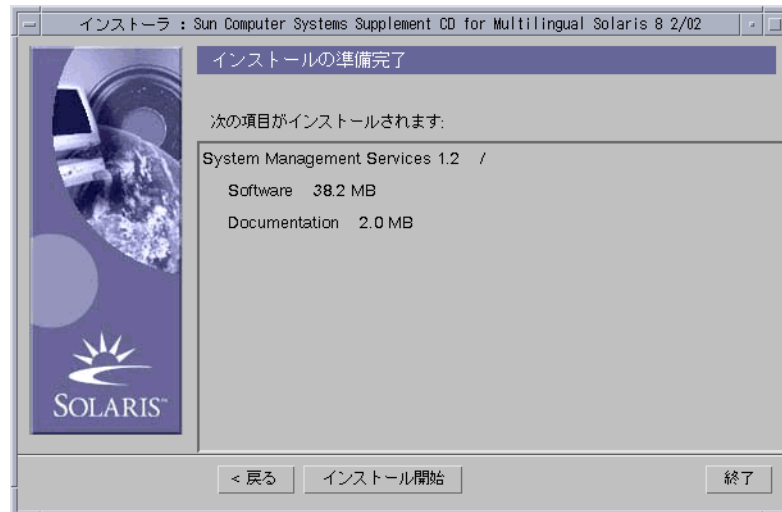 インストーラ : Sun Computer Systems Supplement CD for Multilingual Solaris 8 2/02
インストールの準備完了
次の項目がインストールされます:
System Management Services 1.2 /
Software 38.2 MB
Documentation 2.0 MB
SOLARIS™
< 戻る
インストール開始
終了